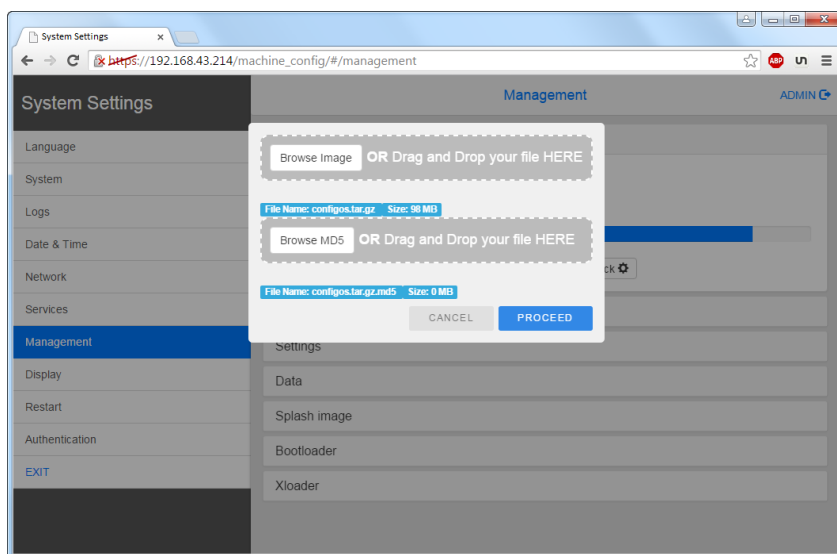 System Settings
https://192.168.43.214/machine_config/#/management
ABP
System Settings
Management
ADMIN
Language
System
Logs
Date & Time
Network
Services
Management
Display
Restart
Authentication
EXIT
Browse Image OR Drag and Drop your file HERE
File Name: configos.tar.gz Size: 98 MB
Browse MD5 OR Drag and Drop your file HERE
File Name: configos.tar.gz.md5 Size: 0 MB
CANCEL
PROCEED
ck
Settings
Data
Splash image
Bootloader
Xloader